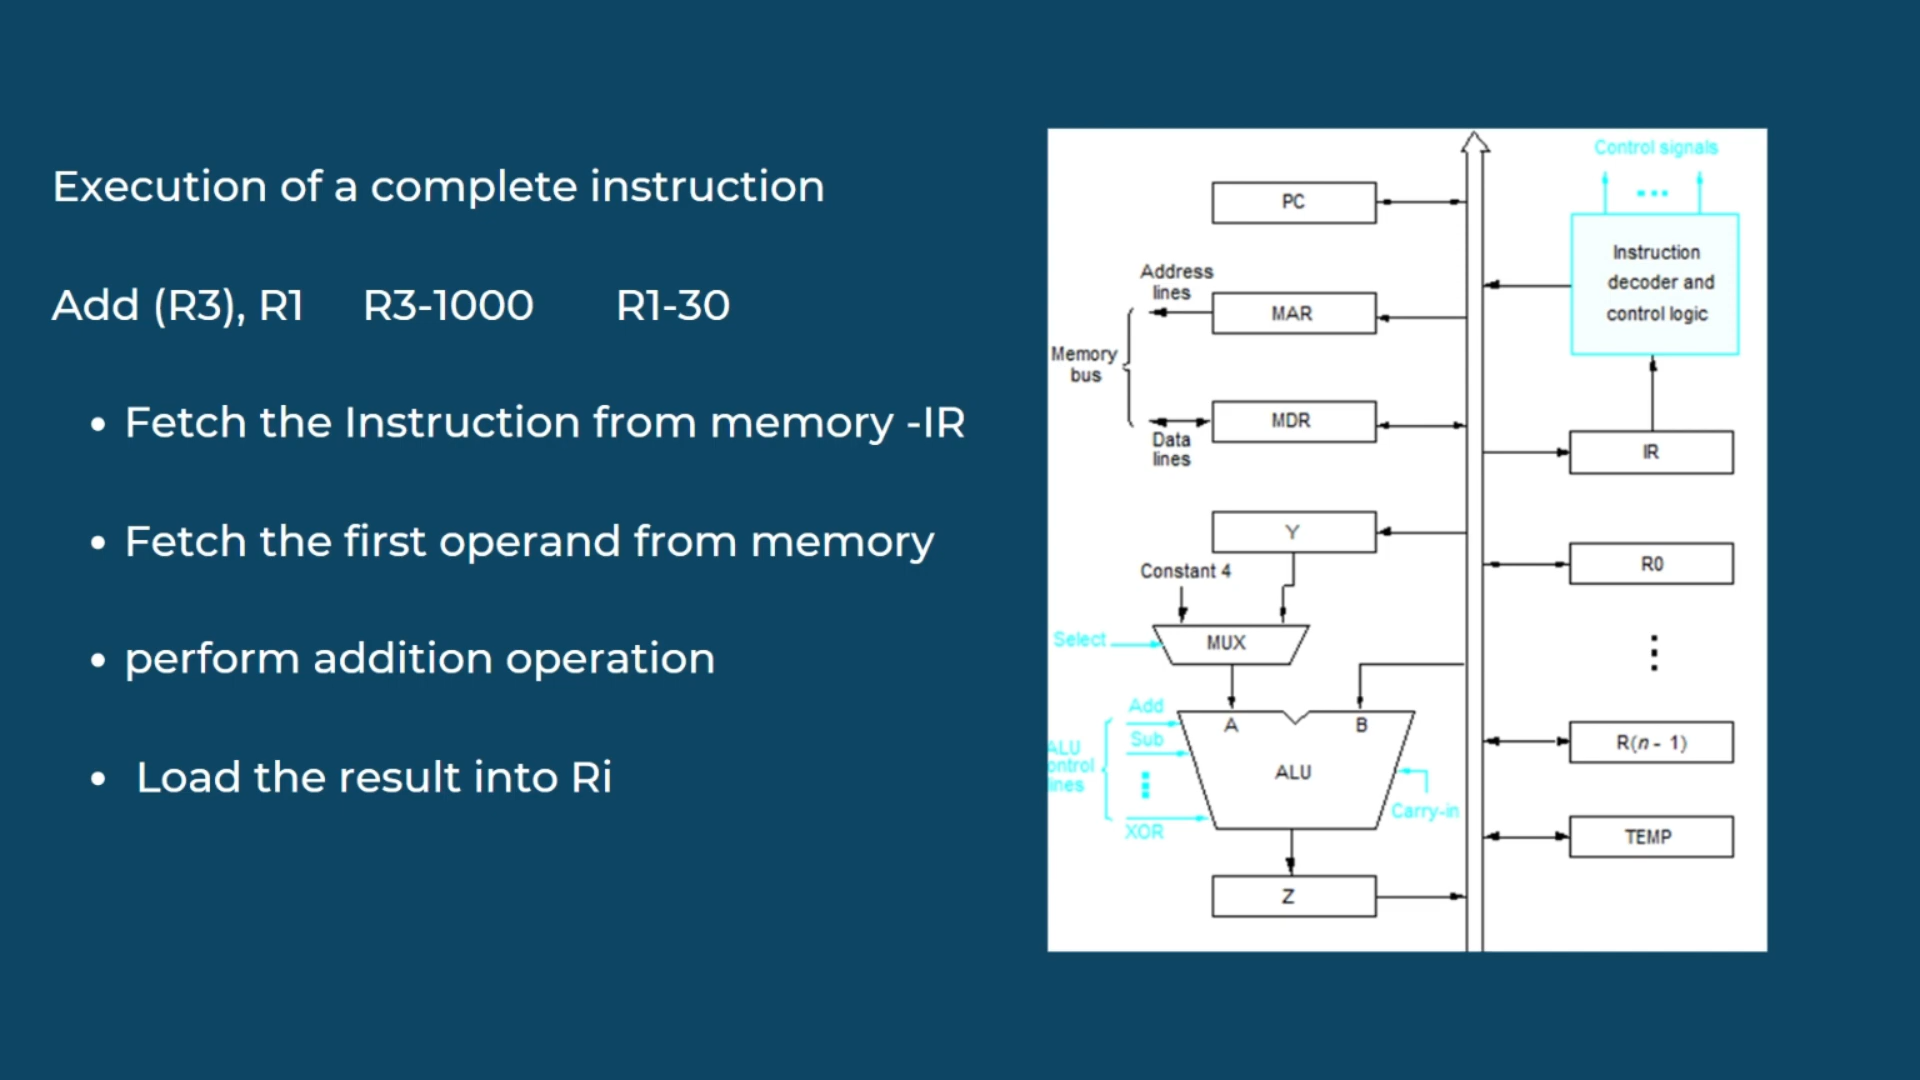 Execution of a complete instruction
Add (R3), R1 R3-1000 R1-30
• Fetch the Instruction from memory -IR
• Fetch the first operand from memory
• perform addition operation
• Load the result into Ri
Control signals
PC
Instruction
decoder and
control logic
Address
lines
MAR
Memory
bus
MDR
Data
lines
IR
Y
Constant 4
R0
Select
MUX
Add
A
B
Sub
ALU
ontrol
lines
ALU
R(n - 1)
Carry-in
XOR
TEMP
Z